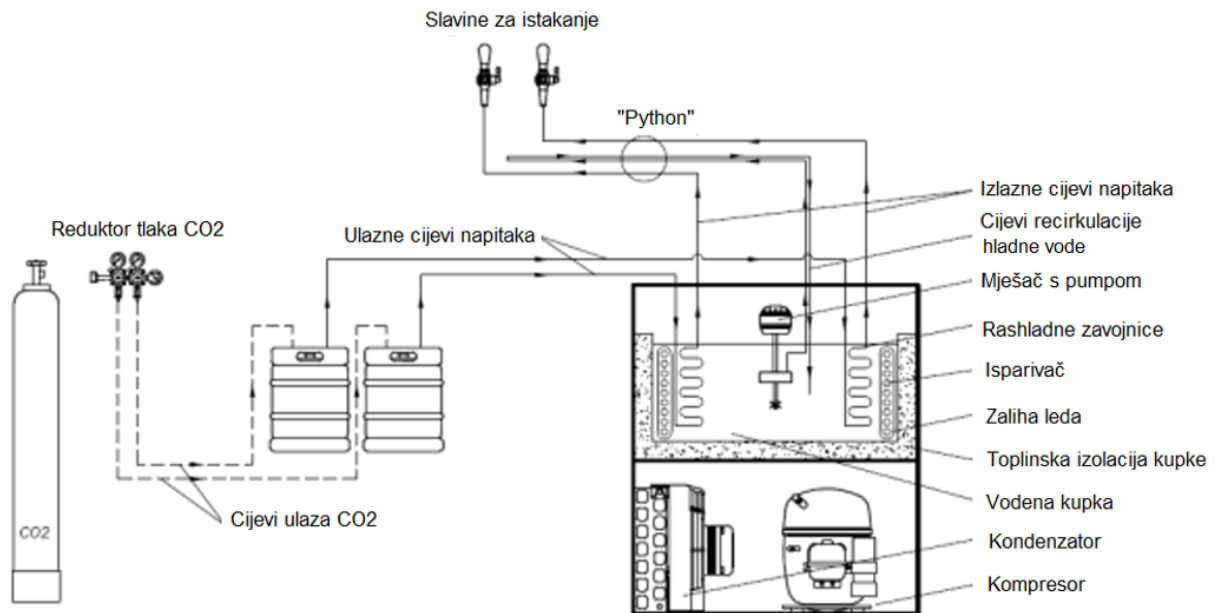 Slavine za istakanje
"Python"
Izlazne cijevi napitaka
Reduktor tlaka CO2
Ulazne cijevi napitaka
Cijevi recirkulacije
hladne vode
Mješač s pumpom
Rashladne zavojnice
Isparivač
Zaliha leda
Toplinska izolacija kupke
Vodena kupka
Cijevi ulaza CO2
CO2
Kondenzator
Kompresor